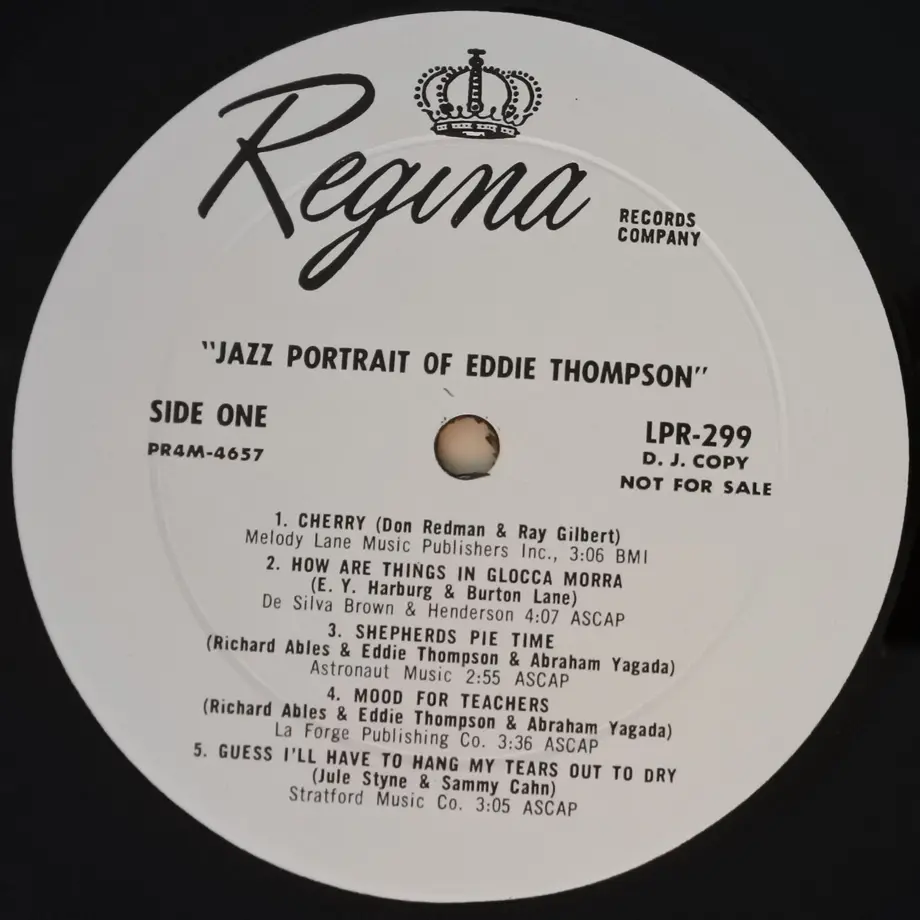 Regina
RECORDS
COMPANY
"JAZZ PORTRAIT OF EDDIE THOMPSON"
SIDE ONE
PR4M-4657
LPR-299
D. J. COPY
NOT FOR SALE
1. CHERRY (Don Redman & Ray Gilbert)
Melody Lane Music Publishers Inc., 3:06 BMI
2. HOW ARE THINGS IN GLOCCA MORRA
(E. Y. Harburg & Burton Lane)
De Silva Brown & Henderson 4:07 ASCAP
3. SHEPHERDS PIE TIME
(Richard Ables & Eddie Thompson & Abraham Yagada)
Astronaut Music 2:55 ASCAP
4. MOOD FOR TEACHERS
(Richard Ables & Eddie Thompson & Abraham Yagada)
La Forge Publishing Co. 3:36 ASCAP
5. GUESS I'LL HAVE TO HANG MY TEARS OUT TO DRY
(Jule Styne & Sammy Cahn)
Stratford Music Co. 3:05 ASCAP